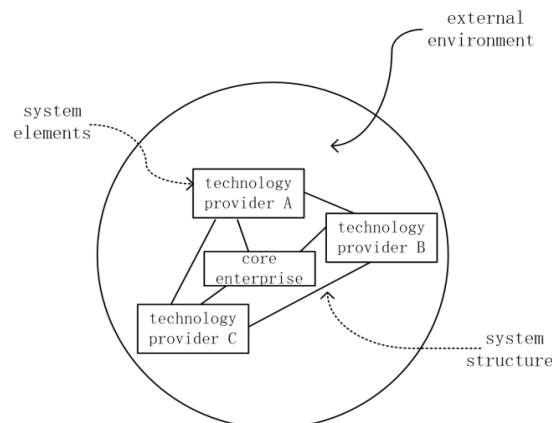 external
environment
system
elements
technology
provider A
technology
provider B
core
enterprise
technology
provider C
system
structure